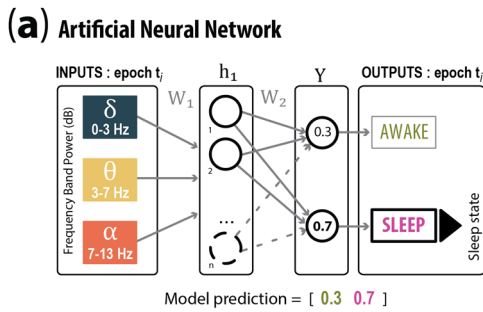 (a) Artificial Neural Network
INPUTS : epoch tᵢ
h₁
Y
OUTPUTS : epoch tᵢ
W₁
W₂
Frequency Band Power (dB)
δ
0-3 Hz
θ
3-7 Hz
α
7-13 Hz
1
2
...
n
0.3
0.7
AWAKE
SLEEP
Sleep state
Model prediction = [ 0.3 0.7 ]